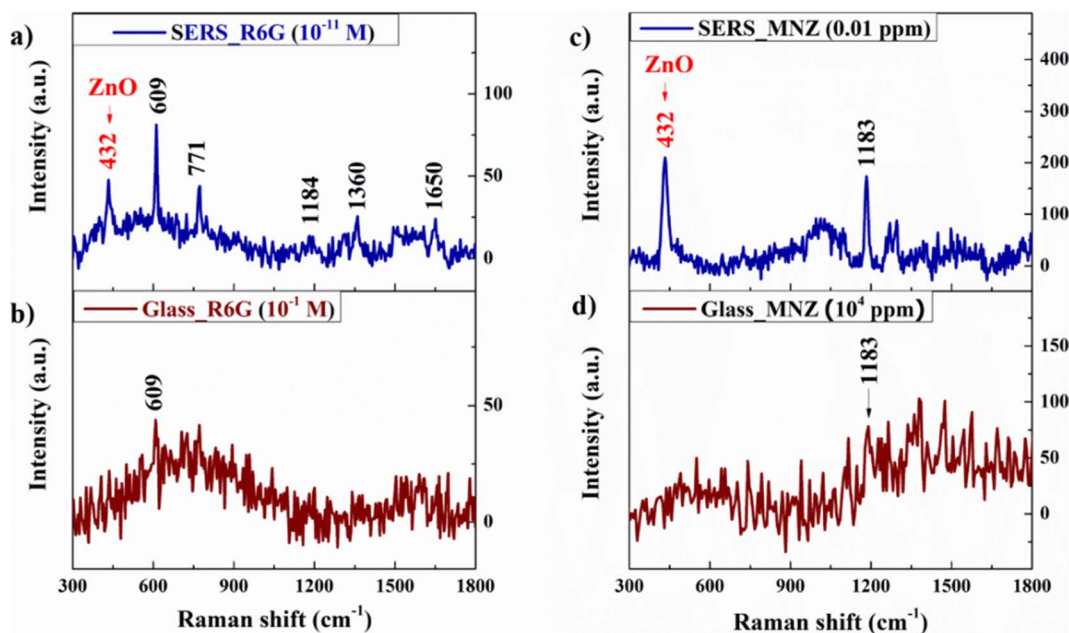 a)
SERS_R6G (10⁻¹¹ M)
ZnO
432
609
771
1184
1360
1650
100
50
0
Intensity (a.u.)
b)
Glass_R6G (10⁻¹ M)
609
50
0
Intensity (a.u.)
300 600 900 1200 1500 1800
Raman shift (cm⁻¹)
c)
SERS_MNZ (0.01 ppm)
ZnO
432
1183
400
300
200
100
0
Intensity (a.u.)
d)
Glass_MNZ (10⁴ ppm)
1183
150
100
50
0
Intensity (a.u.)
300 600 900 1200 1500 1800
Raman shift (cm⁻¹)